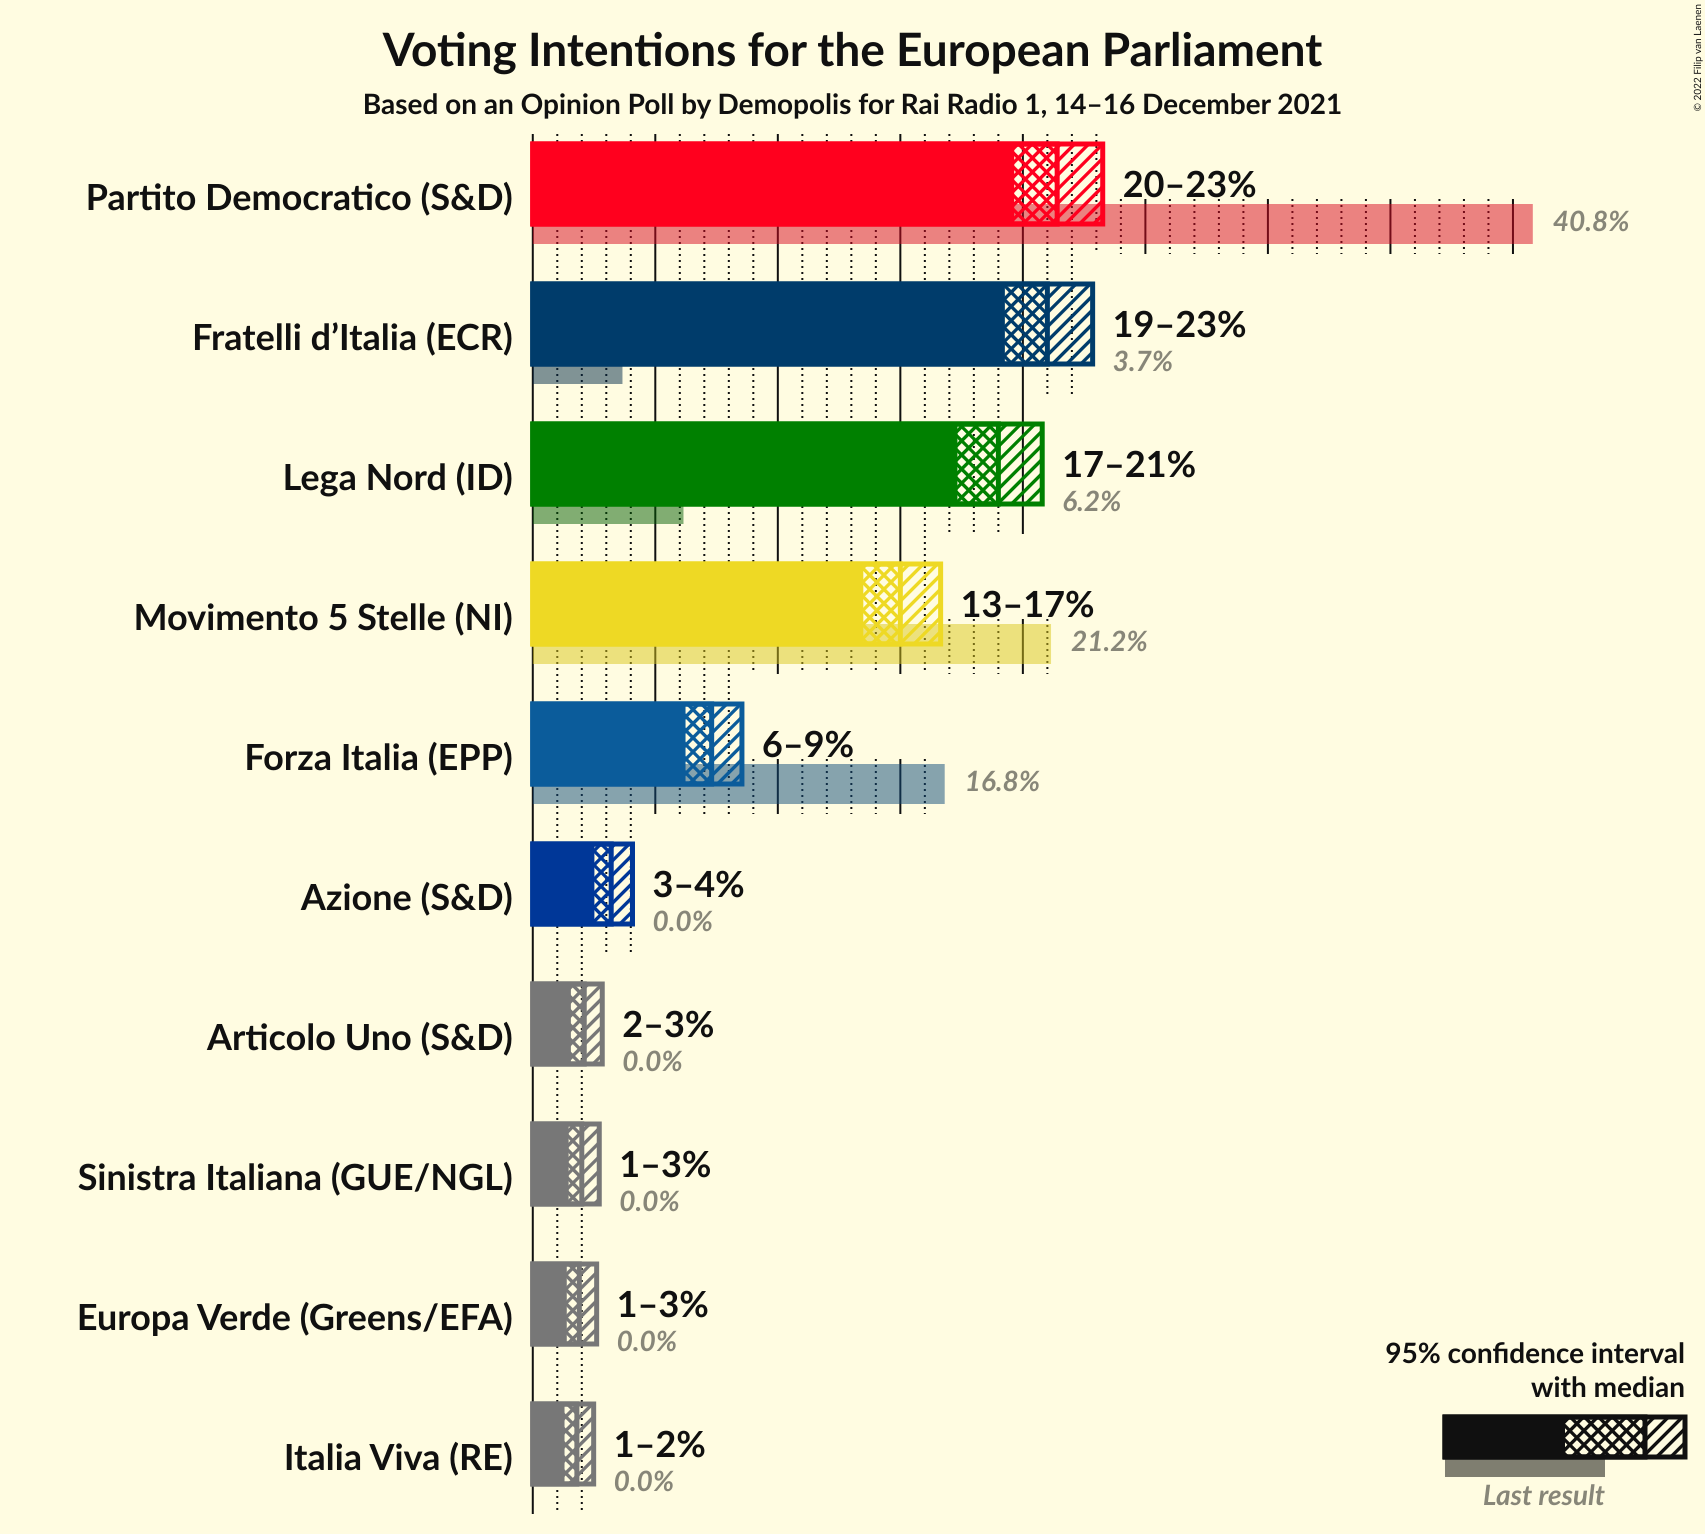 Voting Intentions for the European Parliament
Based on an Opinion Poll by Demopolis for Rai Radio 1, 14–16 December 2021
© 2022 Filip van Laenen
Partito Democratico (S&D)
20–23%
40.8%
Fratelli d’Italia (ECR)
19–23%
3.7%
Lega Nord (ID)
17–21%
6.2%
Movimento 5 Stelle (NI)
13–17%
21.2%
Forza Italia (EPP)
6–9%
16.8%
Azione (S&D)
3–4%
0.0%
Articolo Uno (S&D)
2–3%
0.0%
Sinistra Italiana (GUE/NGL)
1–3%
0.0%
Europa Verde (Greens/EFA)
1–3%
0.0%
Italia Viva (RE)
1–2%
0.0%
95% confidence interval
with median
Last result